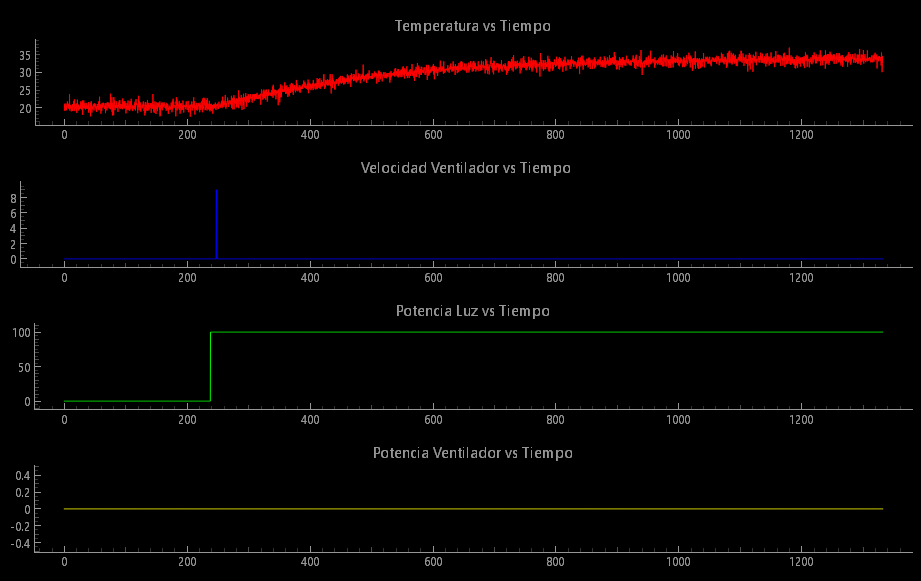 Temperatura vs Tiempo
35
30
25
20
0 200 400 600 800 1000 1200
Velocidad Ventilador vs Tiempo
8
6
4
2
0
0 200 400 600 800 1000 1200
Potencia Luz vs Tiempo
100
50
0
0 200 400 600 800 1000 1200
Potencia Ventilador vs Tiempo
0.4
0.2
0
-0.2
-0.4
0 200 400 600 800 1000 1200